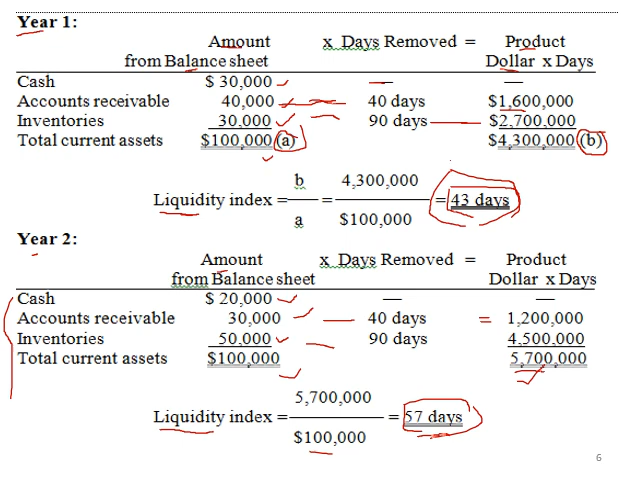 Year 1:
Amount x Days Removed = Product
from Balance sheet Dollar x Days
Cash $ 30,000 — —
Accounts receivable 40,000 40 days $1,600,000
Inventories 30,000 90 days $2,700.000
Total current assets $100,000 (a) $4,300,000 (b)
b 4,300,000
Liquidity index = = = 43 days
a $100,000
Year 2:
Amount x Days Removed = Product
from Balance sheet Dollar x Days
Cash $ 20,000 — —
Accounts receivable 30,000 40 days = 1,200,000
Inventories 50,000 90 days 4,500,000
Total current assets $100,000 5,700,000
5,700,000
Liquidity index = = 57 days
$100,000
6